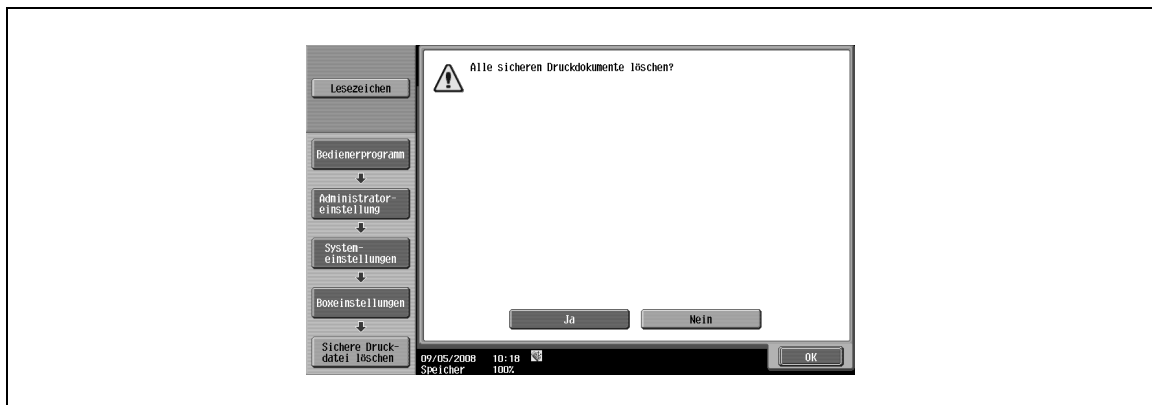 Alle sicheren Druckdokumente löschen?
Lesezeichen
Bedienerprogramm
Administrator-
einstellung
System-
einstellungen
Boxeinstellungen
Sichere Druck-
datei löschen
Ja
Nein
09/05/2008 10:18
Speicher 100%
OK